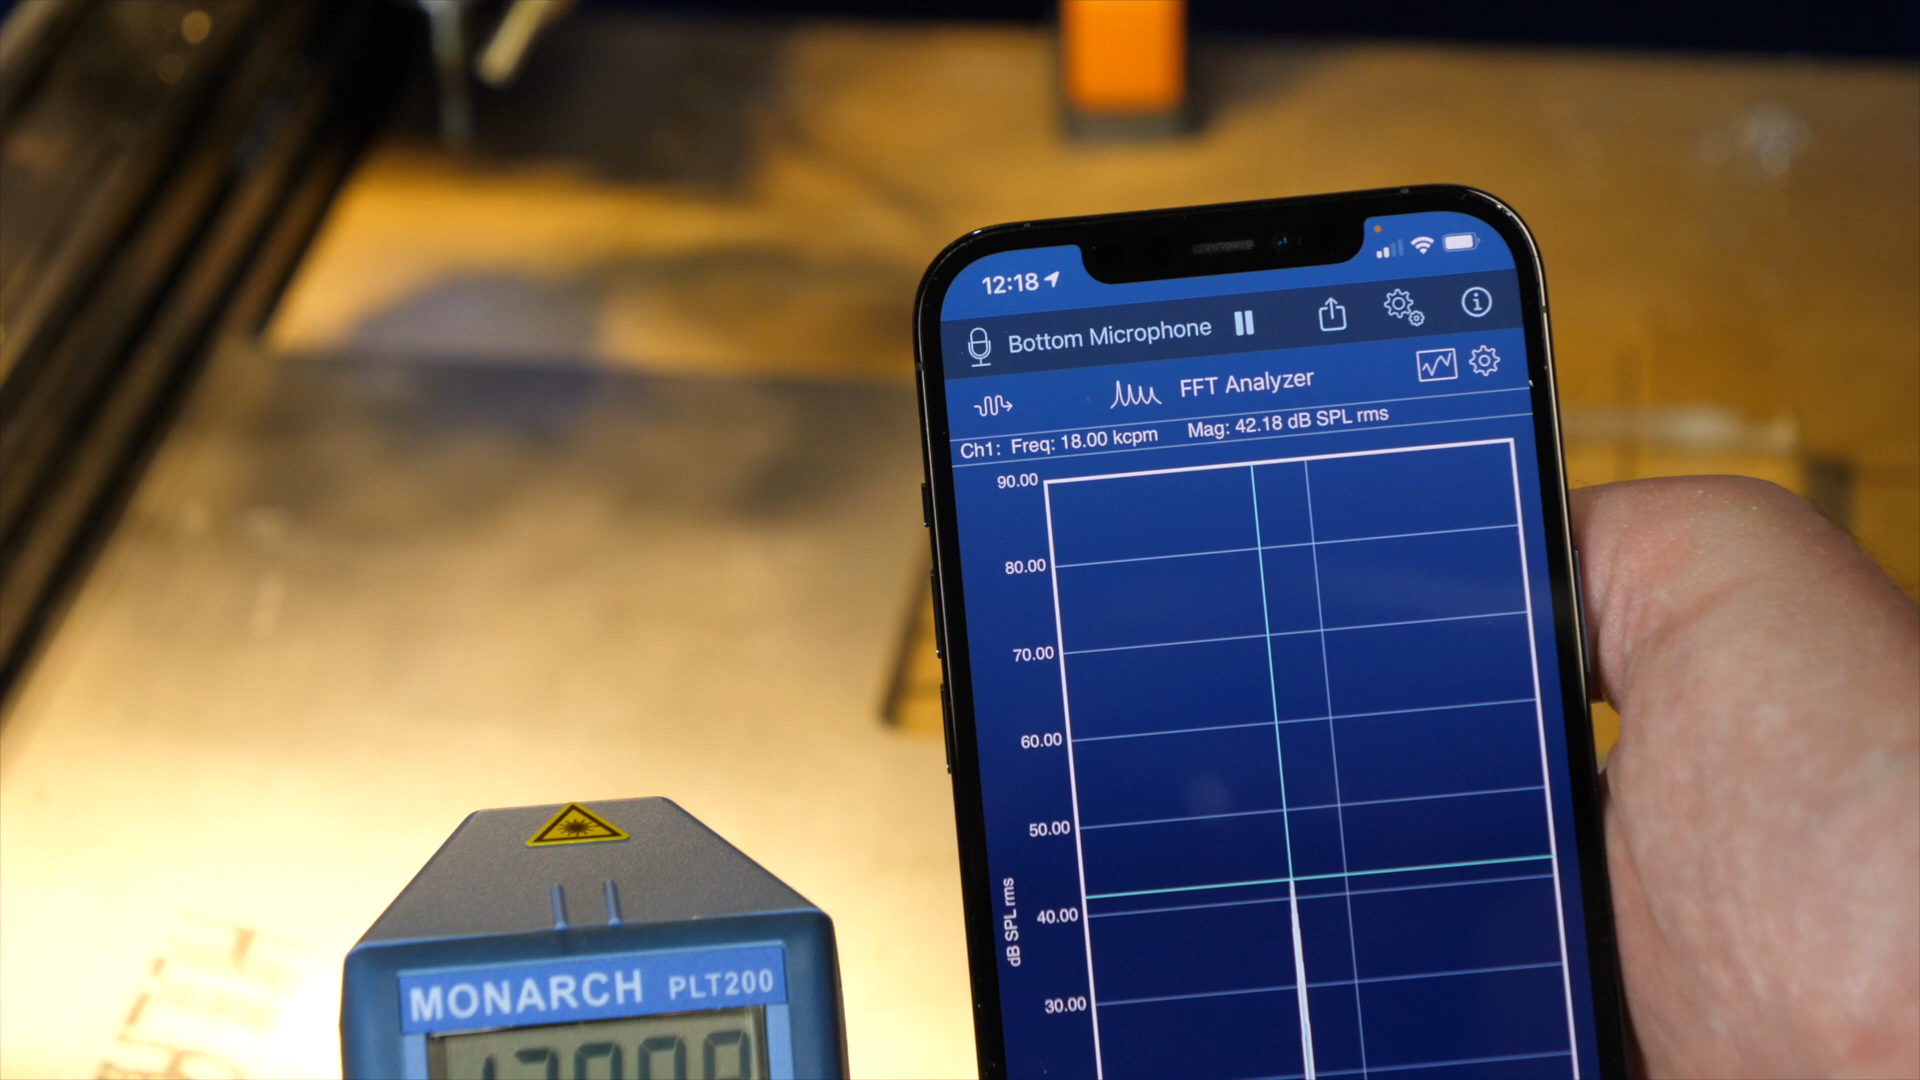 12:18
Bottom Microphone
FFT Analyzer
Ch1: Freq: 18.00 kcpm Mag: 42.18 dB SPL rms
90.00
80.00
70.00
60.00
50.00
40.00
30.00
dB SPL rms
MONARCH PLT200